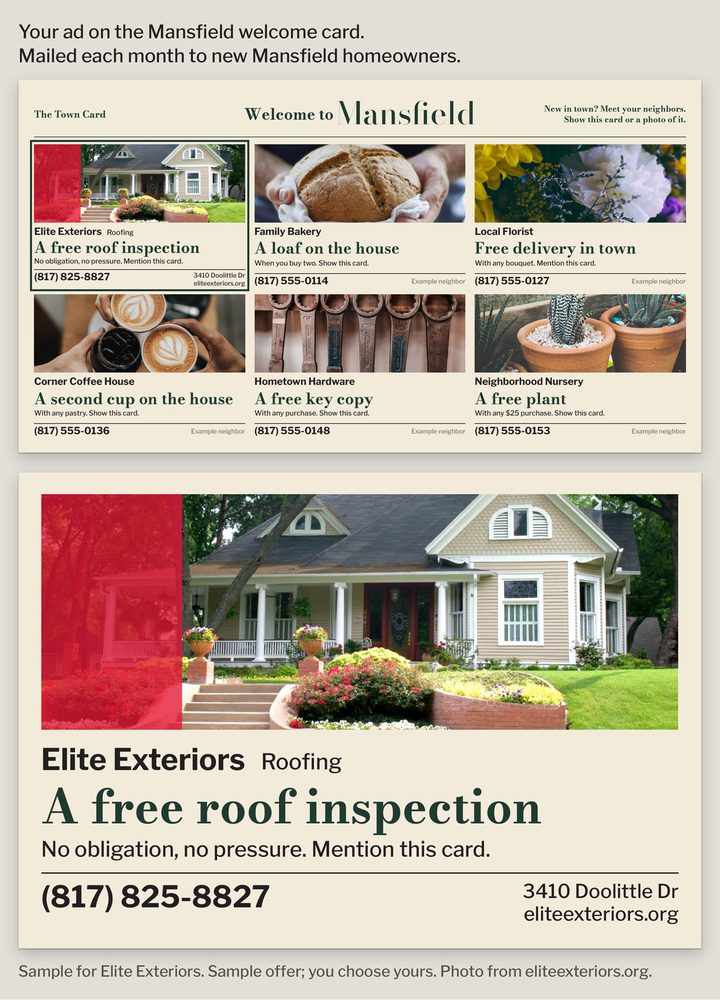 Your ad on the Mansfield welcome card.
Mailed each month to new Mansfield homeowners.
The Town Card
Welcome to Mansfield
New in town? Meet your neighbors.
Show this card or a photo of it.
Elite Exteriors Roofing
A free roof inspection
No obligation, no pressure. Mention this card.
(817) 825-8827
3410 Doolittle Dr
eliteexteriors.org
Family Bakery
A loaf on the house
When you buy two. Show this card.
(817) 555-0114
Example neighbor
Local Florist
Free delivery in town
With any bouquet. Mention this card.
(817) 555-0127
Example neighbor
Corner Coffee House
A second cup on the house
With any pastry. Show this card.
(817) 555-0136
Example neighbor
Hometown Hardware
A free key copy
With any purchase. Show this card.
(817) 555-0148
Example neighbor
Neighborhood Nursery
A free plant
With any $25 purchase. Show this card.
(817) 555-0153
Example neighbor
Elite Exteriors Roofing
A free roof inspection
No obligation, no pressure. Mention this card.
(817) 825-8827
3410 Doolittle Dr
eliteexteriors.org
Sample for Elite Exteriors. Sample offer; you choose yours. Photo from eliteexteriors.org.